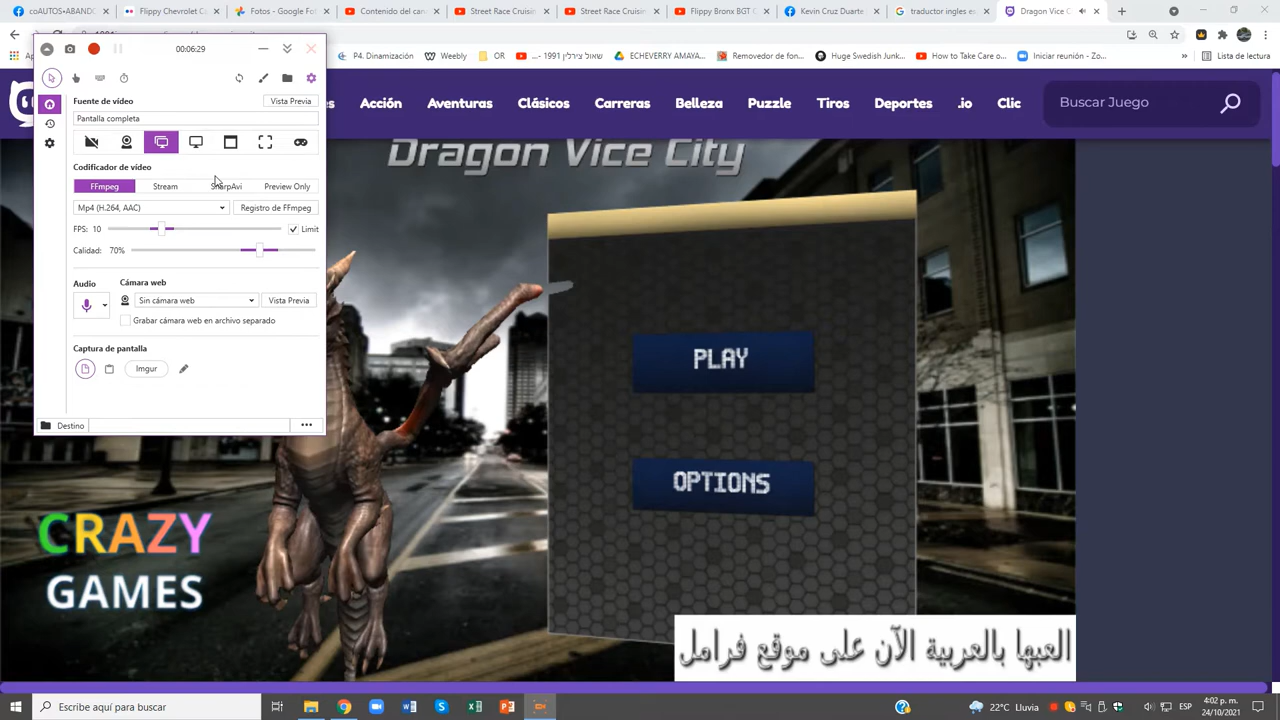 coAUTOS+ABANDO
Flippy Chevrolet C
Fotos - Google Fo
Contenido del can
Street Race Cruisin
Street Race Cruisin
Flippy Bronx BGT C
Kevin Cruz Duarte
traductor ingles es
Dragon Vice C
P4. Dinamización
Weebly
OR
שאול צירלין 1991 -...
ECHEVERRY AMAYA...
Removedor de fon...
Huge Swedish Junk...
How to Take Care o
Iniciar reunión - Zo...
Lista de lectura
00:06:29
Acción
Aventuras
Clásicos
Carreras
Belleza
Puzzle
Tiros
Deportes
.io
Clic
Buscar Juego
Fuente de vídeo
Vista Previa
Pantalla completa
Codificador de vídeo
FFmpeg
Stream
SharpAvi
Preview Only
Mp4 (H.264, AAC)
Registro de FFmpeg
FPS: 10
Limit
Calidad: 70%
Audio
Cámara web
Sin cámara web
Vista Previa
Grabar cámara web en archivo separado
Captura de pantalla
Imgur
Destino
Dragon Vice City
PLAY
OPTIONS
CRAZY
GAMES
العبها بالعربية الآن على موقع فرامل
Escribe aquí para buscar
22°C Lluvia
ESP
4:02 p. m.
24/10/2021